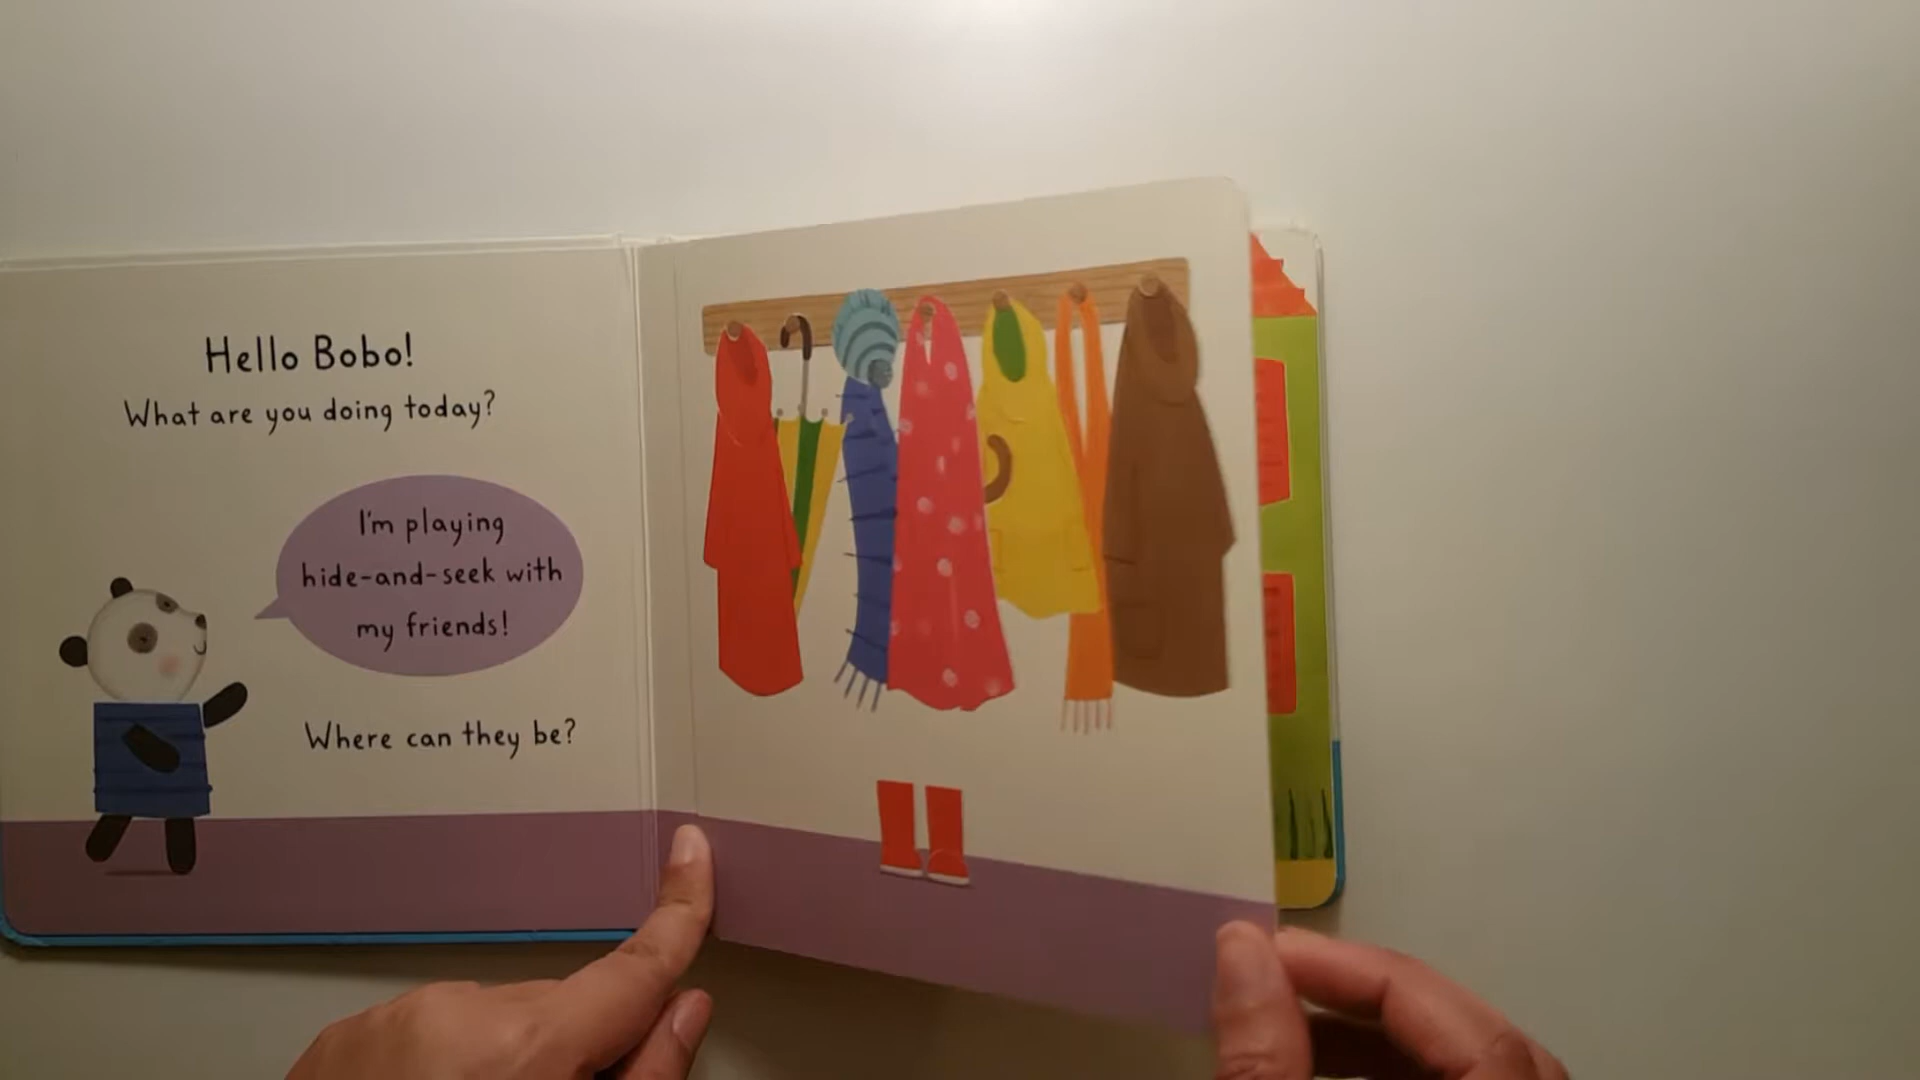 Hello Bobo!
What are you doing today?
I'm playing
hide-and-seek with
my friends!
Where can they be?